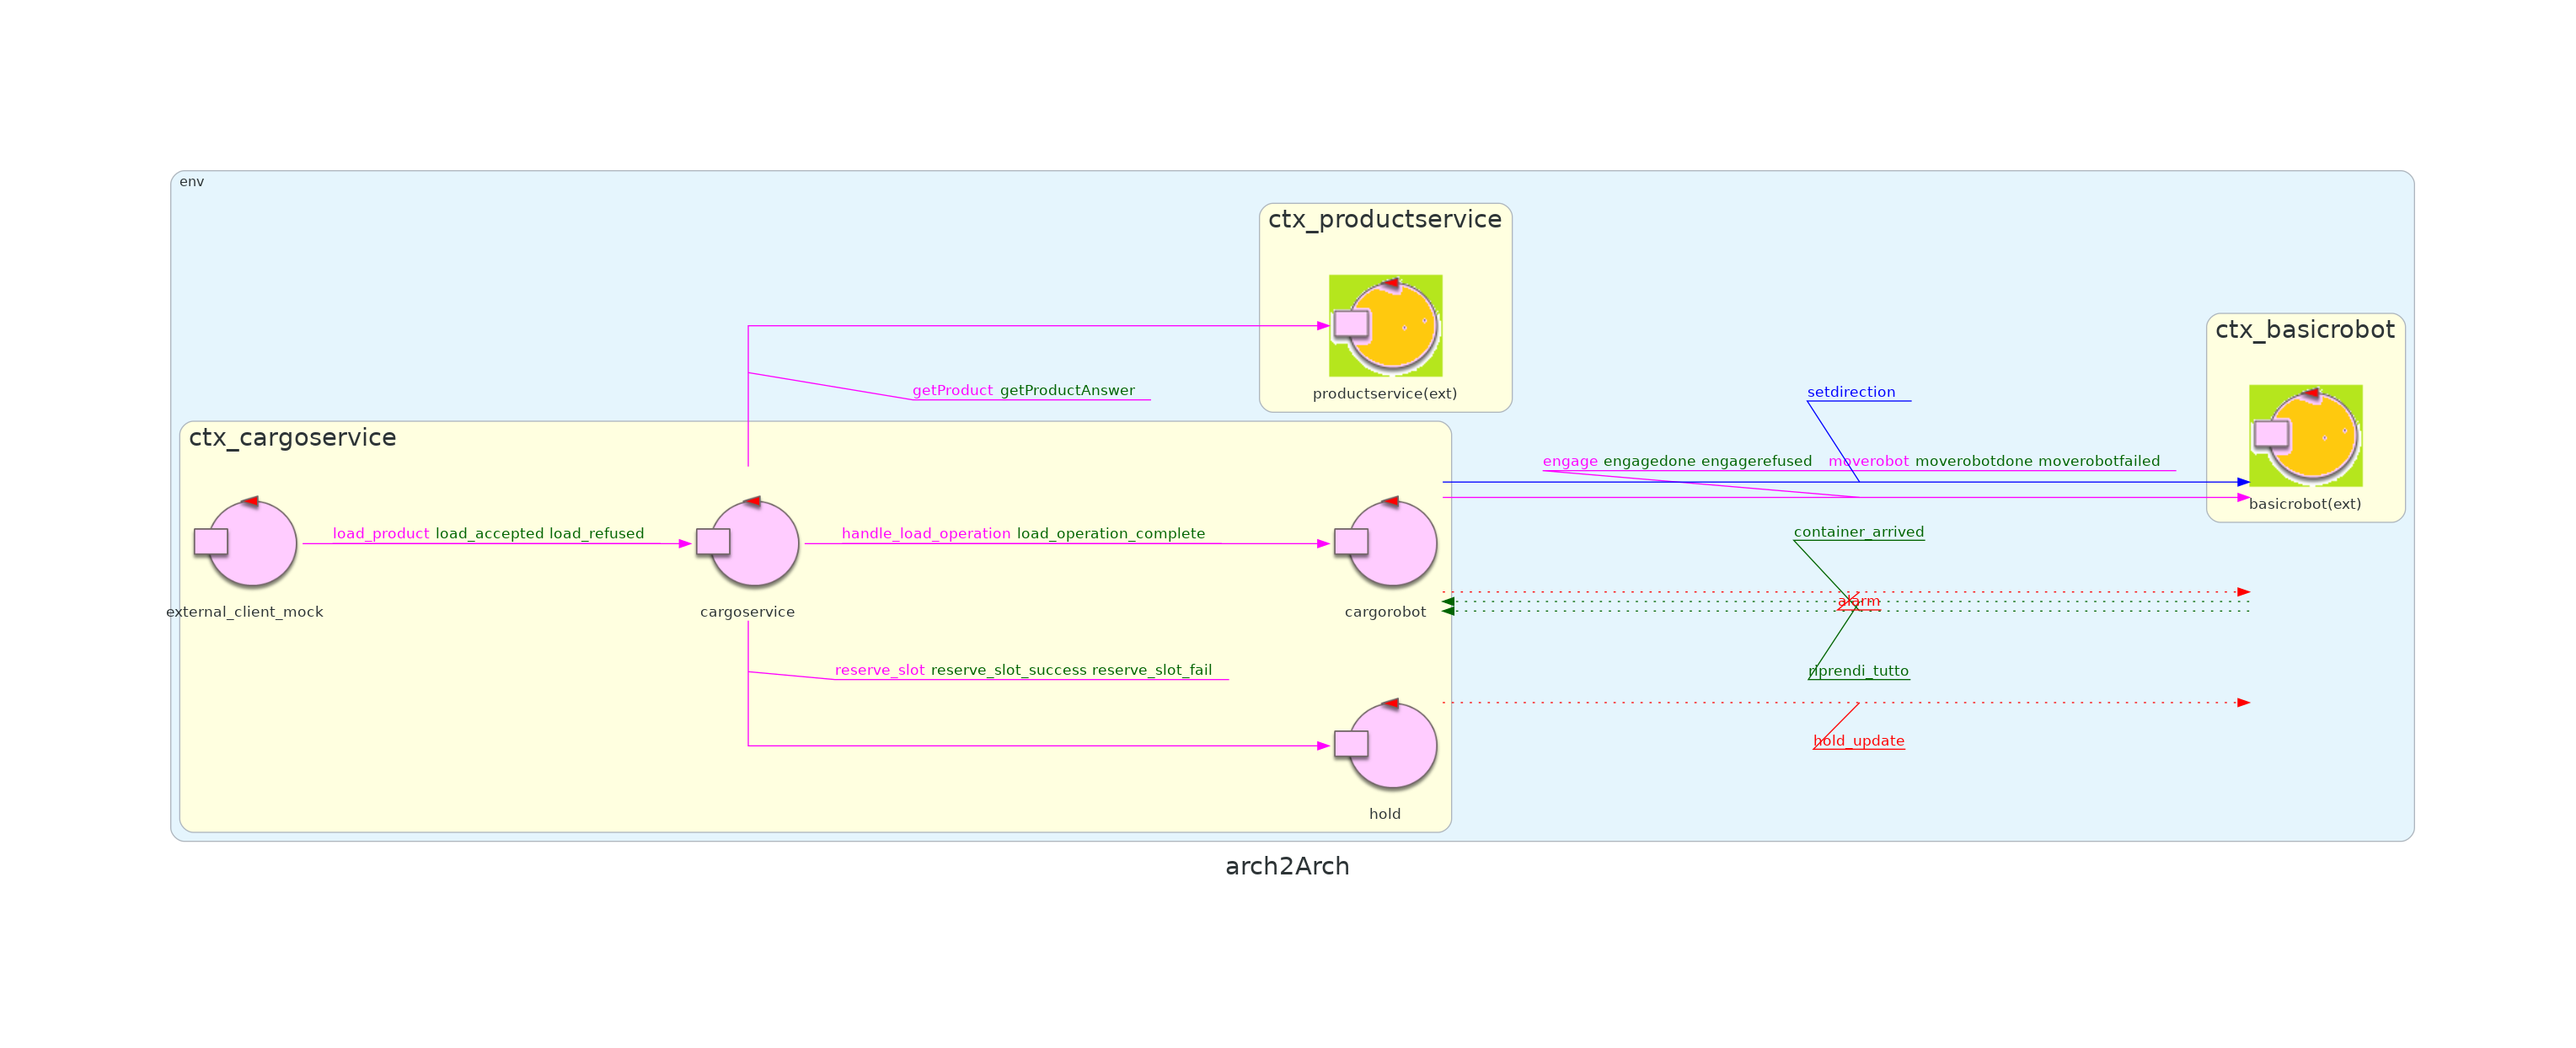 env
ctx_productservice
productservice(ext)
getProduct getProductAnswer
ctx_basicrobot
basicrobot(ext)
setdirection
engage engagedone engagerefused moverobot moverobotdone moverobotfailed
ctx_cargoservice
load_product load_accepted load_refused
handle_load_operation load_operation_complete
external_client_mock
cargoservice
cargorobot
container_arrived
alarm
reserve_slot reserve_slot_success reserve_slot_fail
riprendi_tutto
hold_update
hold
arch2Arch